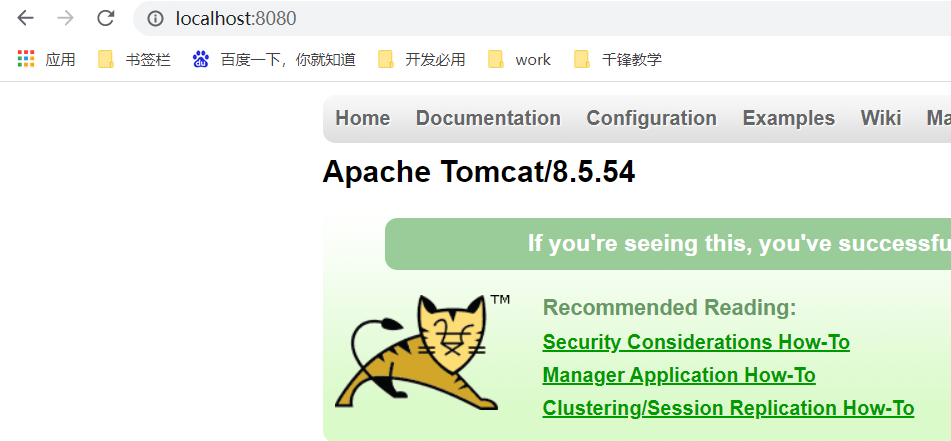 localhost:8080
应用 书签栏 百度一下，你就知道 开发必用 work 千锋教学
Home Documentation Configuration Examples Wiki Ma
Apache Tomcat/8.5.54
If you're seeing this, you've successfu
TM
Recommended Reading:
Security Considerations How-To
Manager Application How-To
Clustering/Session Replication How-To